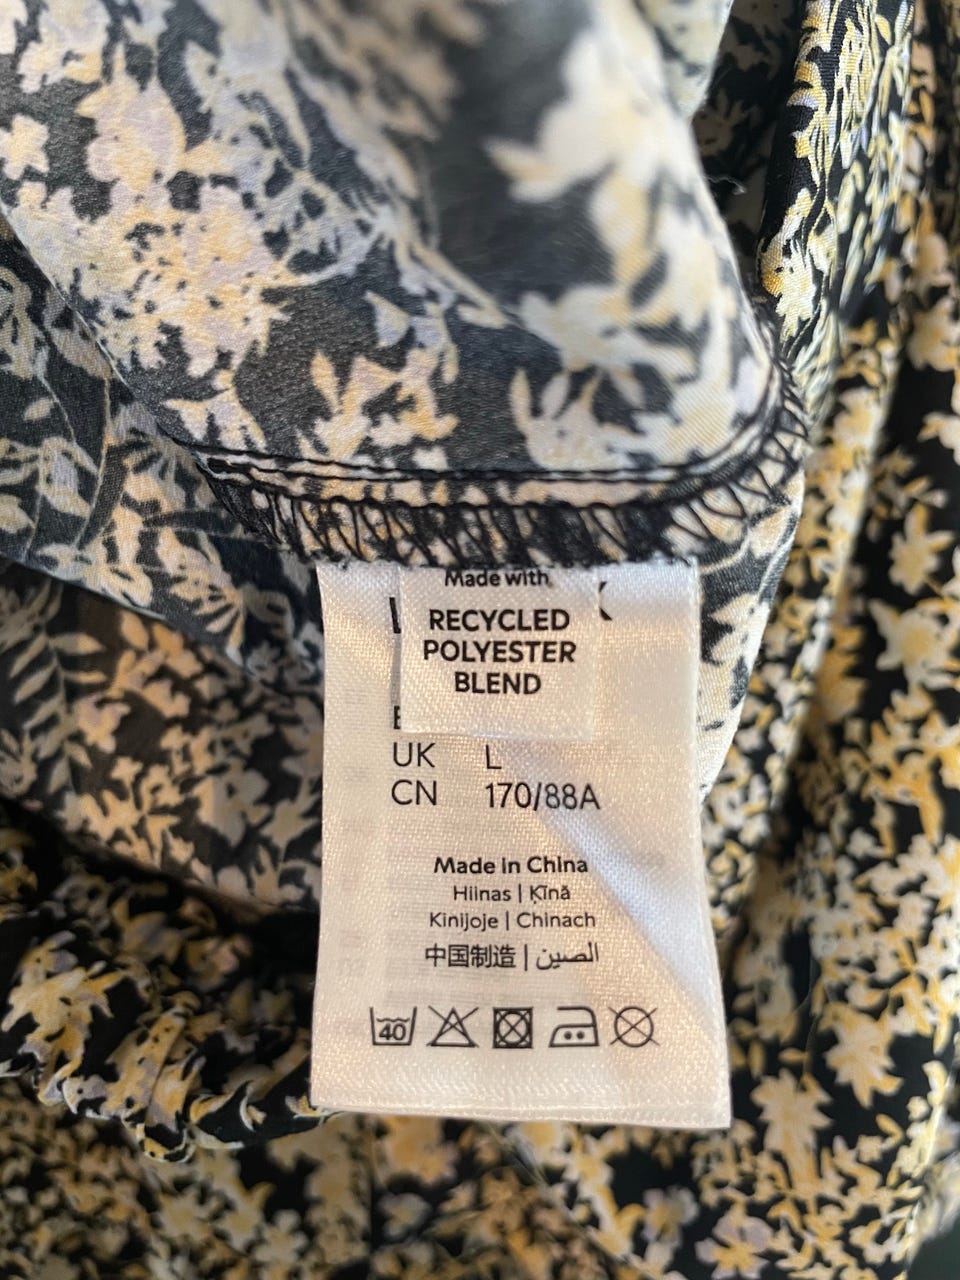 Made with
RECYCLED
POLYESTER
BLEND
UK L
CN 170/88A
Made in China
Hiinas | Ķīnā
Kinijoje | Chinach
中国制造 | الصين
40